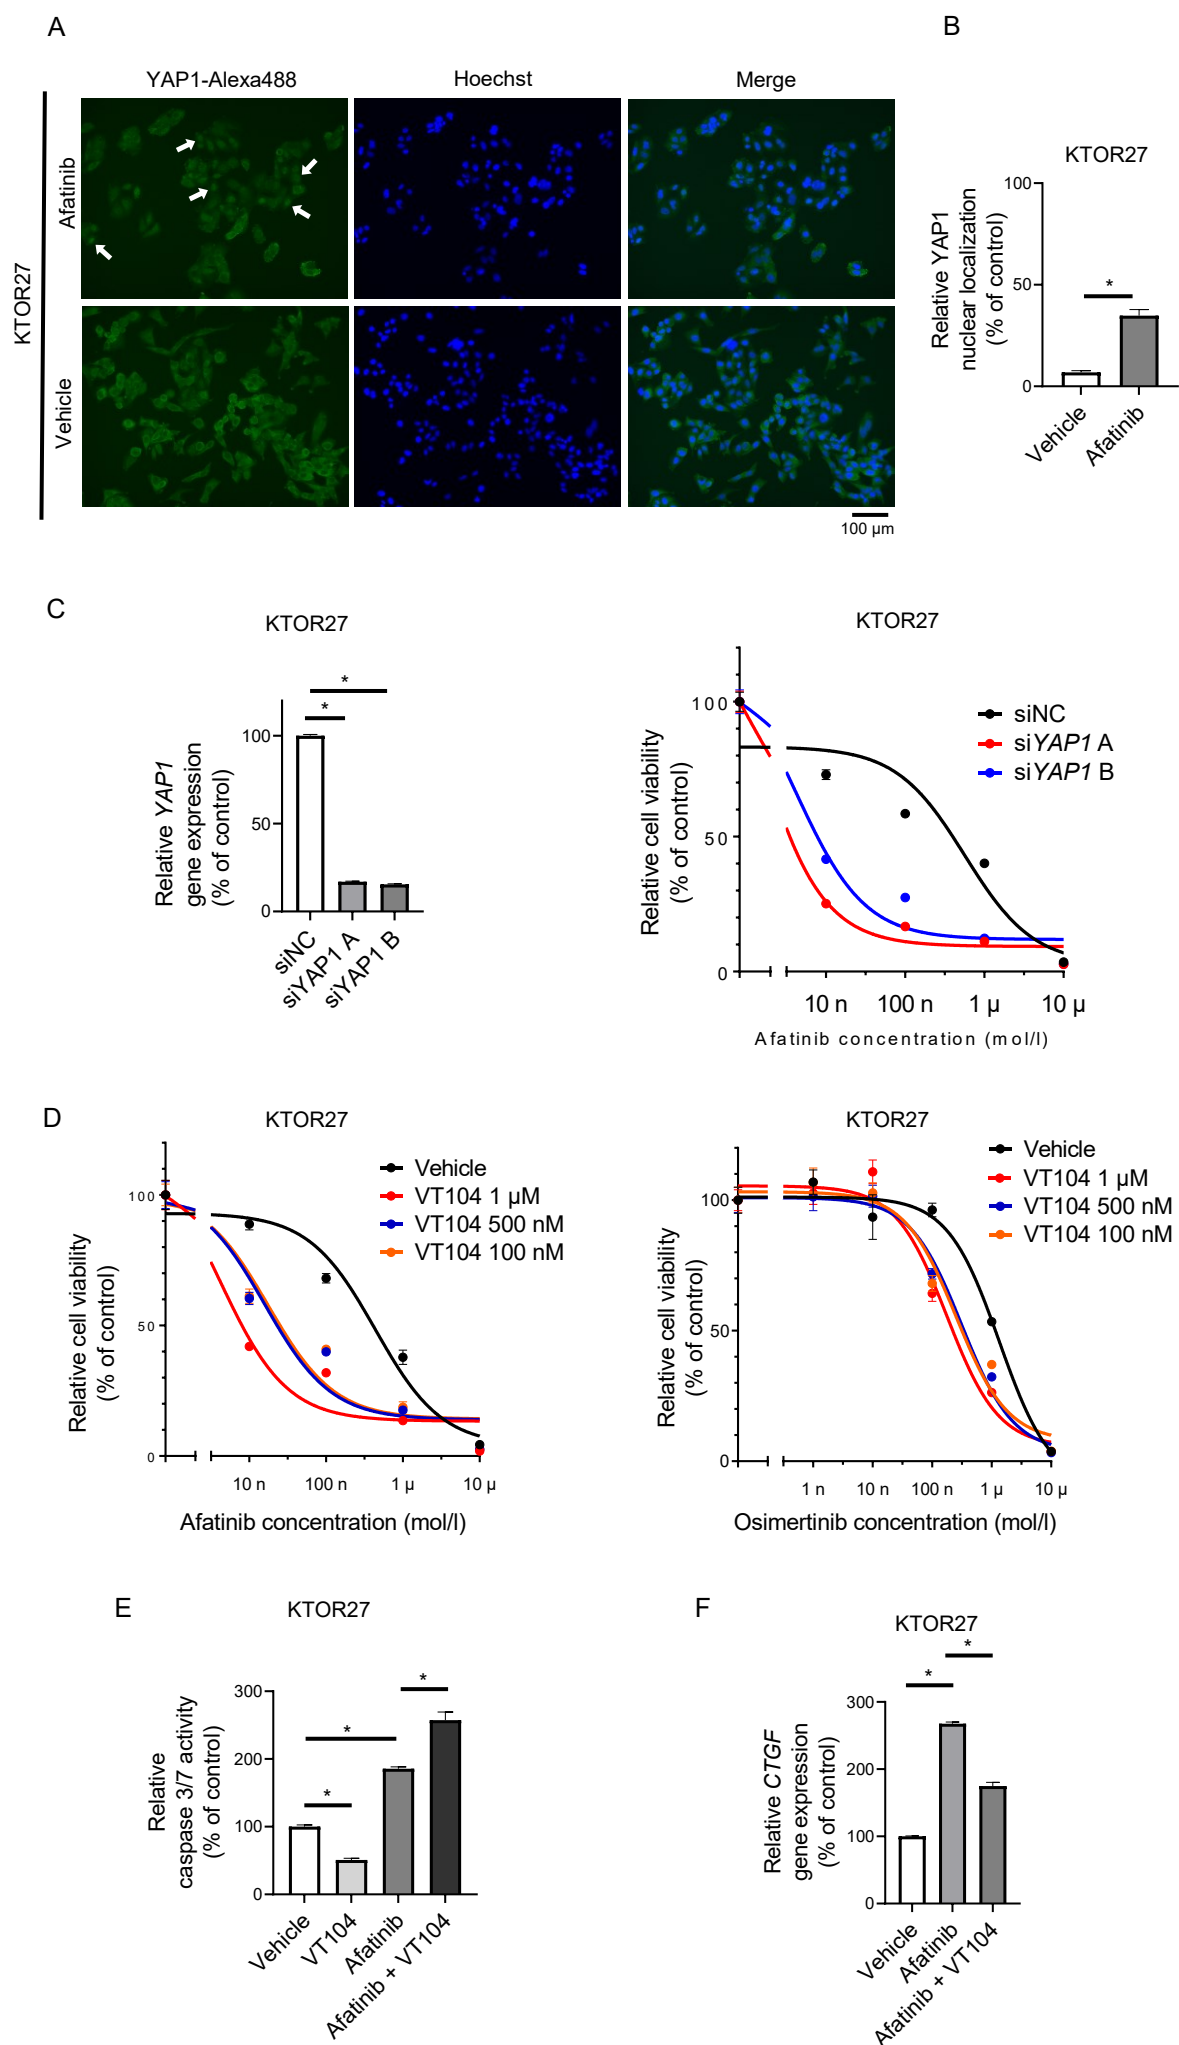 A
B
YAP1-Alexa488
Hoechst
Merge
KTOR27
Afatinib
Vehicle
100 µm
KTOR27
Relative YAP1
nuclear localization
(% of control)
100
50
0
*
Vehicle
Afatinib
C
KTOR27
Relative YAP1
gene expression
(% of control)
100
50
0
*
*
siNC
siYAP1 A
siYAP1 B
KTOR27
Relative cell viability
(% of control)
100
50
0
siNC
siYAP1 A
siYAP1 B
10 n
100 n
1 µ
10 µ
Afatinib concentration (mol/l)
D
KTOR27
Relative cell viability
(% of control)
100
50
0
Vehicle
VT104 1 µM
VT104 500 nM
VT104 100 nM
10 n
100 n
1 µ
10 µ
Afatinib concentration (mol/l)
KTOR27
Relative cell viability
(% of control)
100
50
0
Vehicle
VT104 1 µM
VT104 500 nM
VT104 100 nM
1 n
10 n
100 n
1 µ
10 µ
Osimertinib concentration (mol/l)
E
KTOR27
Relative
caspase 3/7 activity
(% of control)
300
200
100
0
*
*
*
Vehicle
VT104
Afatinib
Afatinib + VT104
F
KTOR27
Relative CTGF
gene expression
(% of control)
300
200
100
0
*
*
Vehicle
Afatinib
Afatinib + VT104